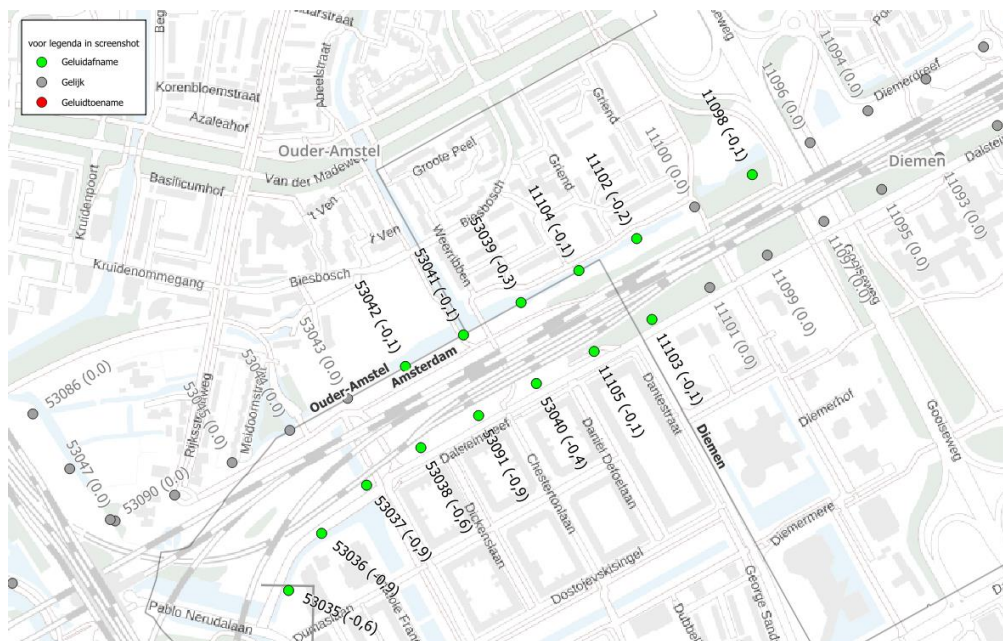 voor legenda in screenshot
Geluidafname
Gelijk
Geluidtoename
Korenbloemstraat
Azaleahof
Abeelstraat
Ouder-Amstel
Van der Madeweg
Basilicumhof
Kruidenpoort
Kruidenommegang
't Ven
't Ven
Biesbosch
Groote Peel
Biesbosch
Weerribben
Griend
Griend
Gooiseweg
Diemerdreef
Diemen
11094 (0.0)
11096 (0.0)
11098 (-0,1)
11100 (0.0)
11102 (-0,2)
11104 (-0,1)
53039 (-0,3)
53041 (-0,1)
53042 (-0,1)
53043 (0.0)
53086 (0.0)
53047 (0.0)
53090 (0.0)
11093 (0.0)
11095 (0.0)
11097 (0.0)
11099 (0.0)
11101 (0.0)
11103 (-0,1)
11105 (-0,1)
53040 (-0,4)
53091 (-0,9)
53038 (-0,6)
53037 (-0,9)
53036 (-0,9)
53035 (-0,6)
Ouder-Amstel
Amsterdam
Diemen
Rijksstraatweg
Meldoornstraat
Dalsteindreef
Dickenslaan
Chestertonlaan
Daniël Defoelaan
Dantestraat
Diemerhof
Gooiseweg
Gooiseweg
Diemermere
Dostojevskisingel
George Sand
Pablo Nerudalaan